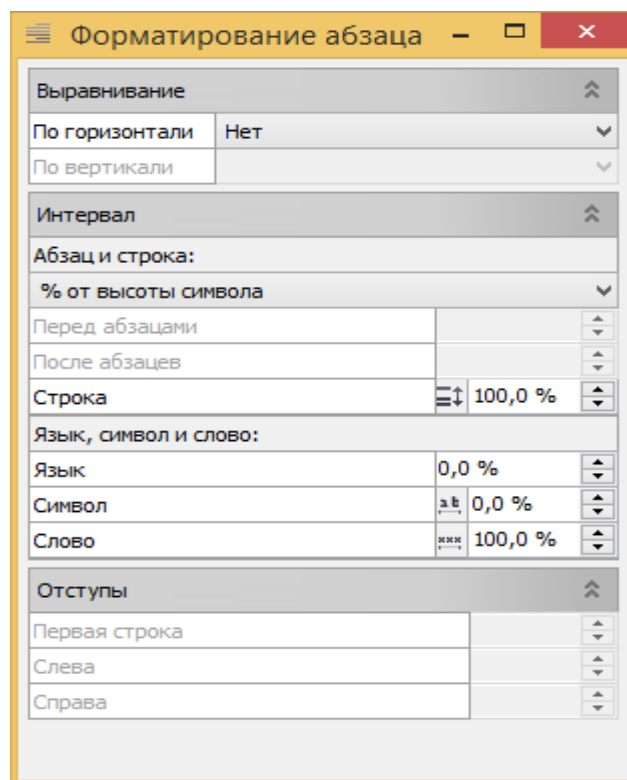 Форматирование абзаца
Выравнивание
По горизонтали Нет
По вертикали
Интервал
Абзац и строка:
% от высоты символа
Перед абзацами
После абзацев
Строка 100,0 %
Язык, символ и слово:
Язык 0,0 %
Символ ab 0,0 %
Слово xxx 100,0 %
Отступы
Первая строка
Слева
Справа